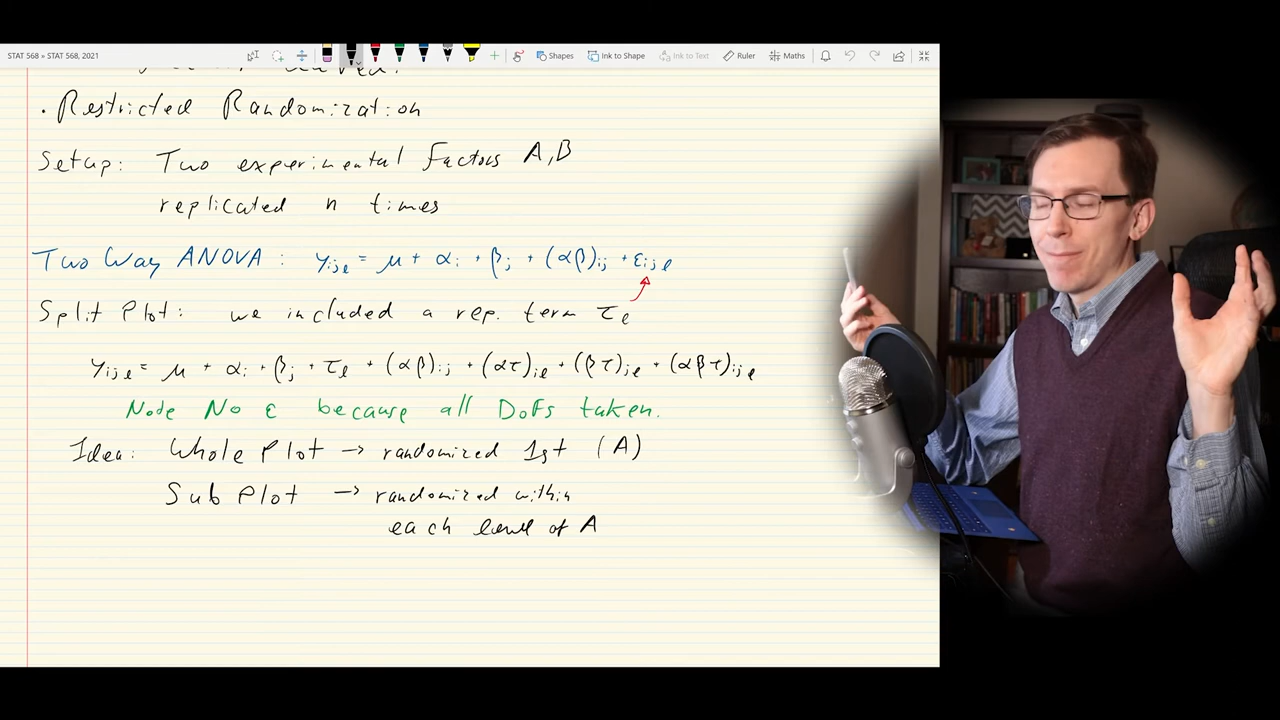 STAT 568 » STAT 568, 2021
Shapes Ink to Shape Ink to Text Ruler Maths
· Restricted Randomization
Setup: Two experimental Factors A, B
replicated n times
Two Way ANOVA : yijℓ = μ + αi + βj + (αβ)ij + εijℓ
Split Plot: we included a rep. term τℓ
yijℓ = μ + αi + βj + τℓ + (αβ)ij + (ατ)iℓ + (βτ)jℓ + (αβτ)ijℓ
Node No ε because all DoFs taken.
Idea: Whole Plot → randomized 1st (A)
Sub Plot → randomized within
each level of A